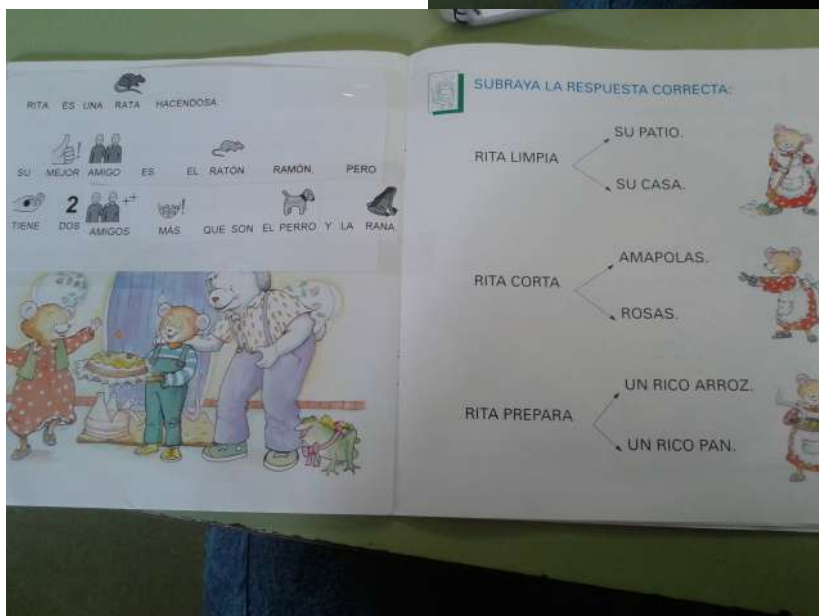 RITA ES UNA RATA HACENDOSA.
SU MEJOR AMIGO ES EL RATÓN RAMÓN. PERO
TIENE DOS AMIGOS MÁS QUE SON EL PERRO Y LA RANA
2
SUBRAYA LA RESPUESTA CORRECTA:
RITA LIMPIA
SU PATIO.
SU CASA.
RITA CORTA
AMAPOLAS.
ROSAS.
RITA PREPARA
UN RICO ARROZ.
UN RICO PAN.